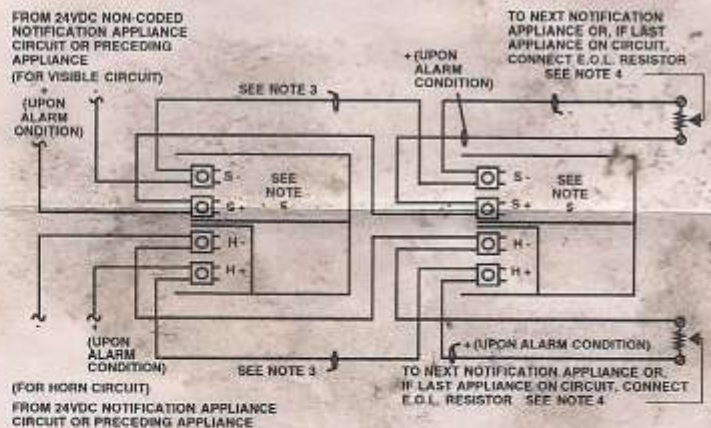 FROM 24VDC NON-CODED
NOTIFICATION APPLIANCE
CIRCUIT OR PRECEDING
APPLIANCE
(FOR VISIBLE CIRCUIT)
+
-
(UPON
ALARM
ONDITION)
SEE NOTE 3
+ (UPON
ALARM
CONDITION)
TO NEXT NOTIFICATION
APPLIANCE OR, IF LAST
APPLIANCE ON CIRCUIT,
CONNECT E.O.L. RESISTOR
SEE NOTE 4
S -
S +
H -
H +
SEE
NOTE
5
S -
S +
H -
H +
SEE
NOTE
5
-
+
(UPON
ALARM
CONDITION)
SEE NOTE 3
+ (UPON ALARM CONDITION)
TO NEXT NOTIFICATION APPLIANCE OR,
IF LAST APPLIANCE ON CIRCUIT, CONNECT
E.O.L. RESISTOR SEE NOTE 4
(FOR HORN CIRCUIT)
FROM 24VDC NOTIFICATION APPLIANCE
CIRCUIT OR PRECEDING APPLIANCE